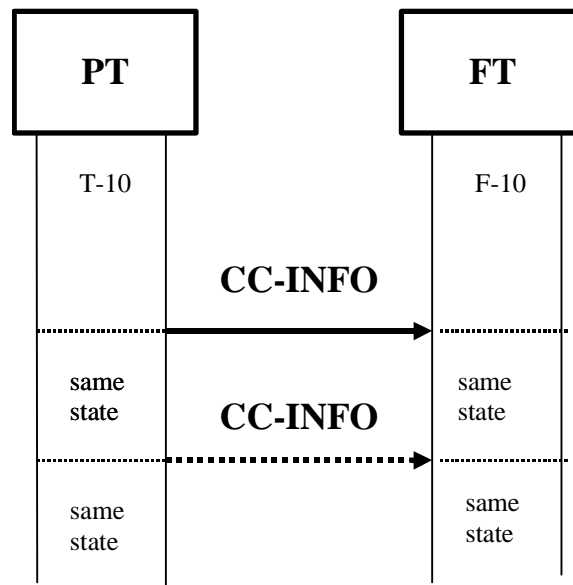 PT
FT
T-10
F-10
CC-INFO
same
state
same
state
CC-INFO
same
state
same
state